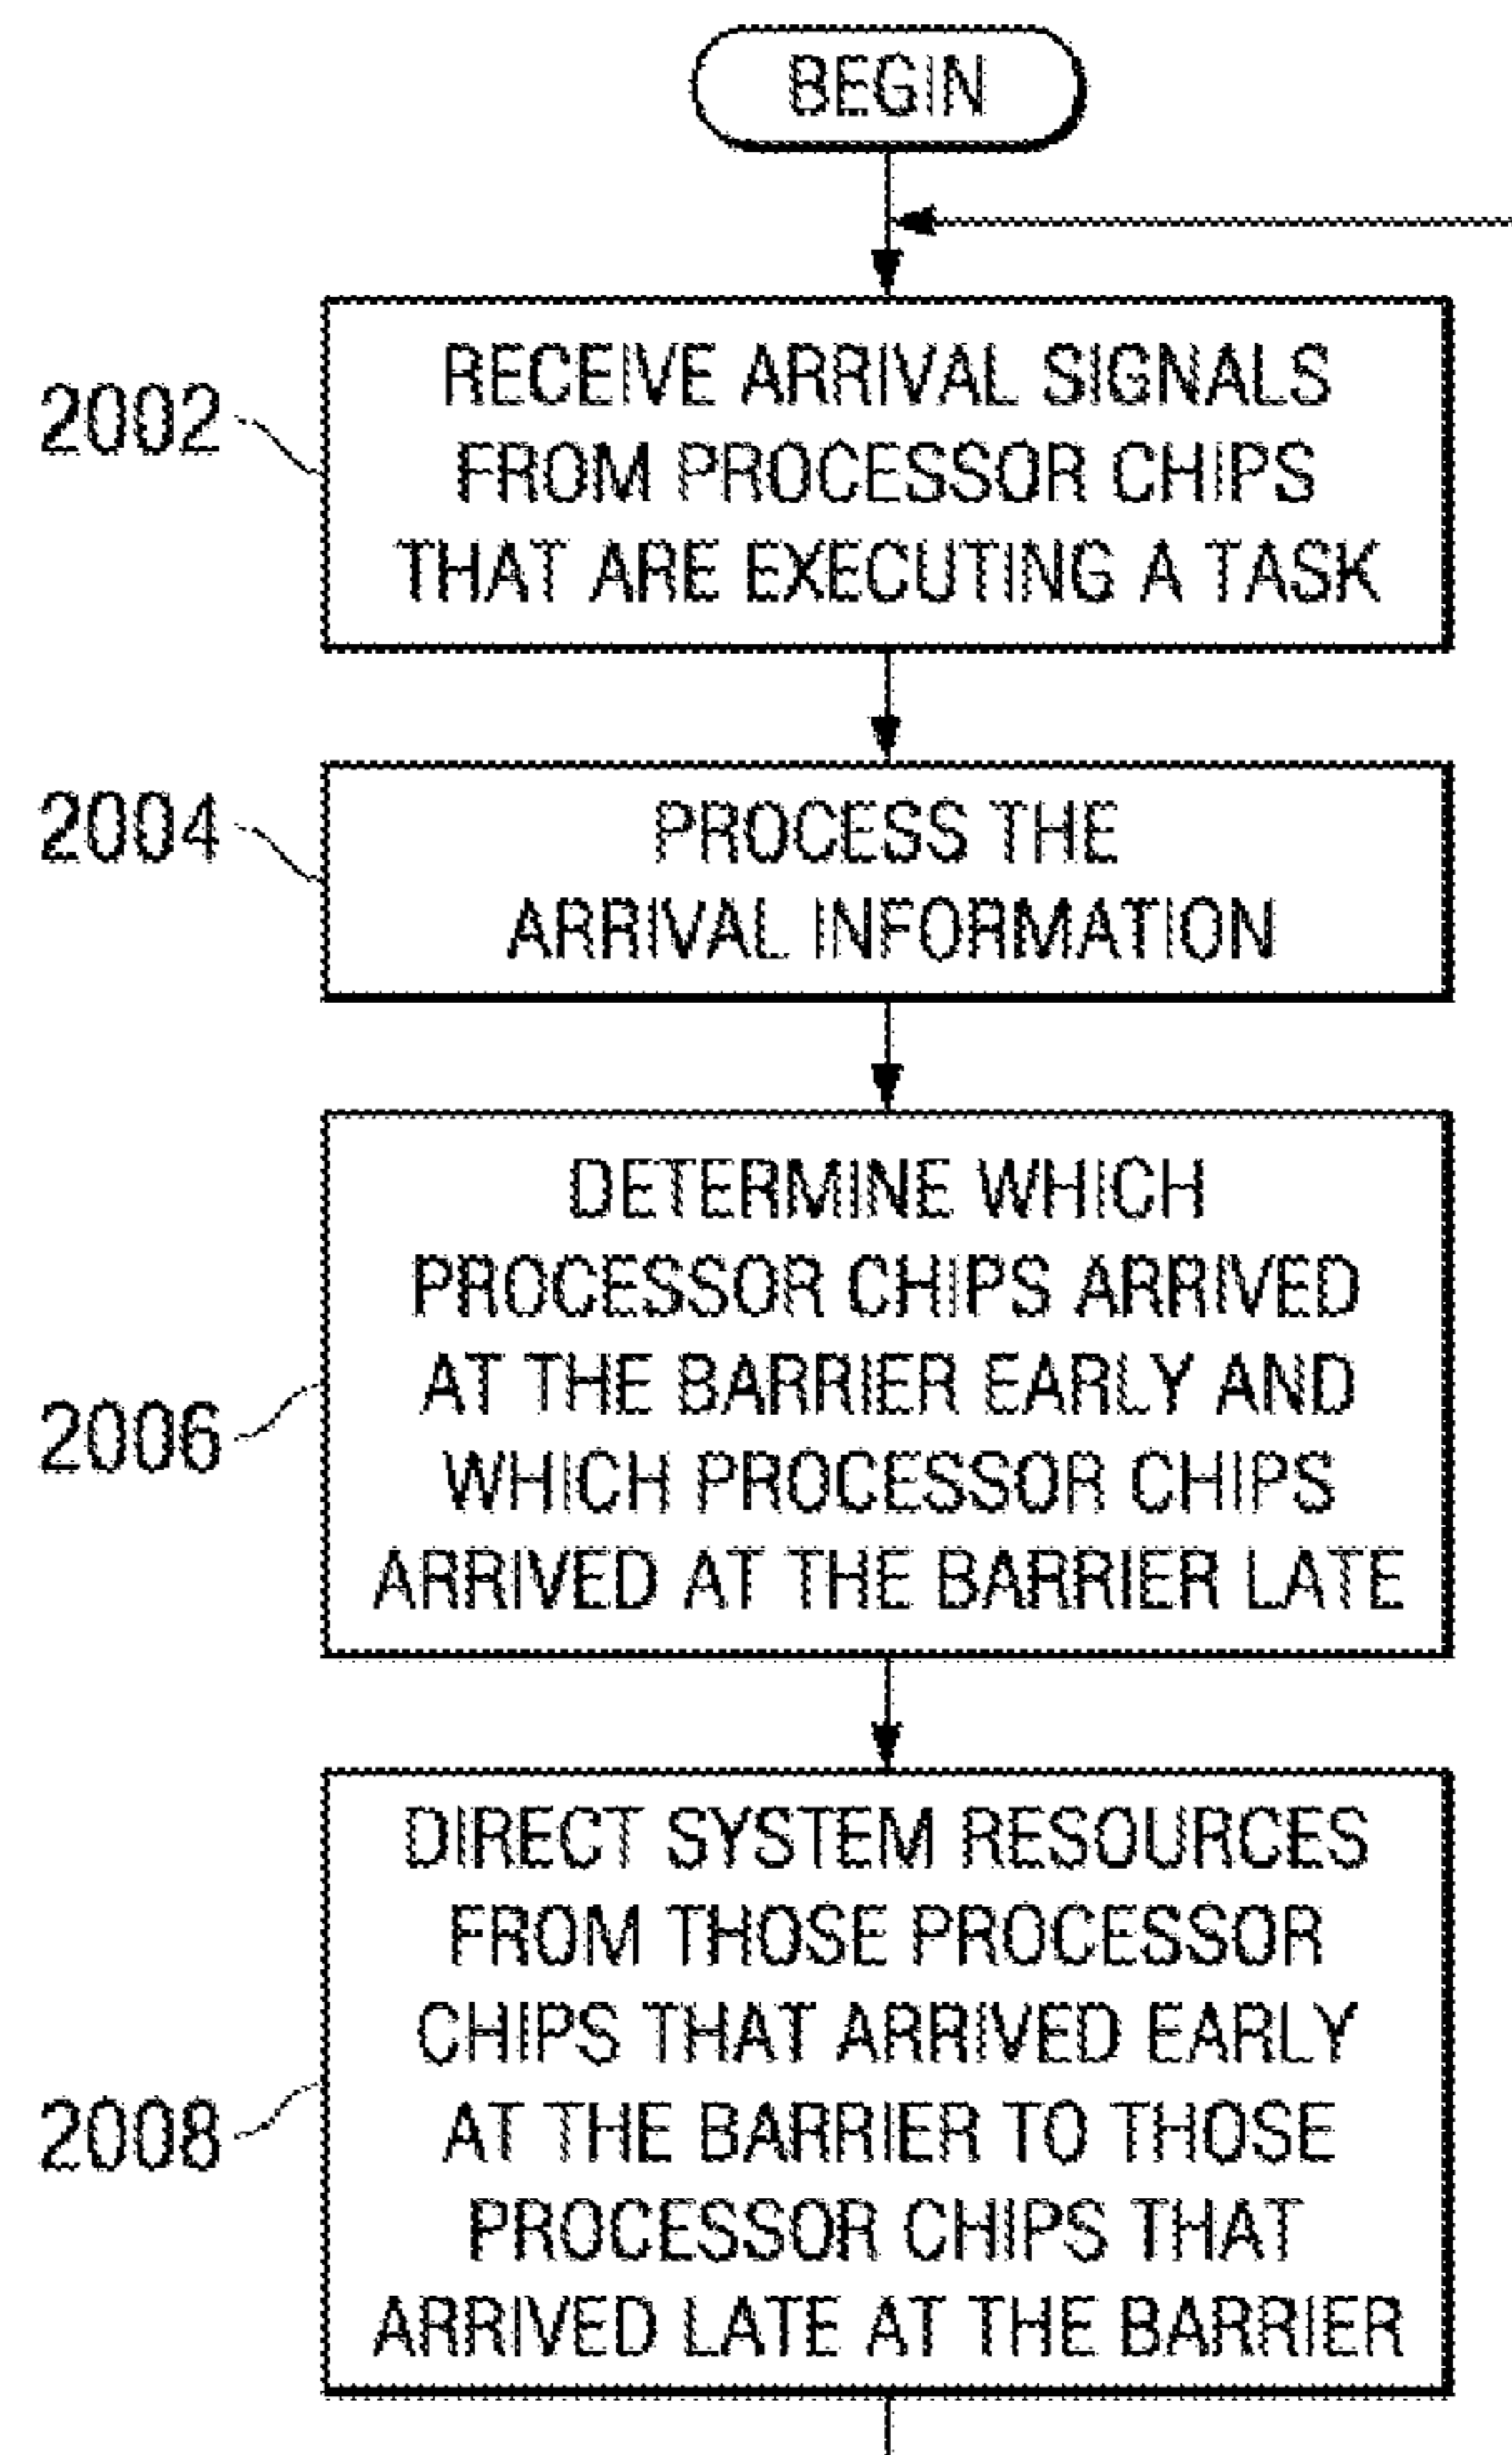 BEGIN
2002
RECEIVE ARRIVAL SIGNALS
FROM PROCESSOR CHIPS
THAT ARE EXECUTING A TASK
2004
PROCESS THE
ARRIVAL INFORMATION
2006
DETERMINE WHICH
PROCESSOR CHIPS ARRIVED
AT THE BARRIER EARLY AND
WHICH PROCESSOR CHIPS
ARRIVED AT THE BARRIER LATE
2008
DIRECT SYSTEM RESOURCES
FROM THOSE PROCESSOR
CHIPS THAT ARRIVED EARLY
AT THE BARRIER TO THOSE
PROCESSOR CHIPS THAT
ARRIVED LATE AT THE BARRIER